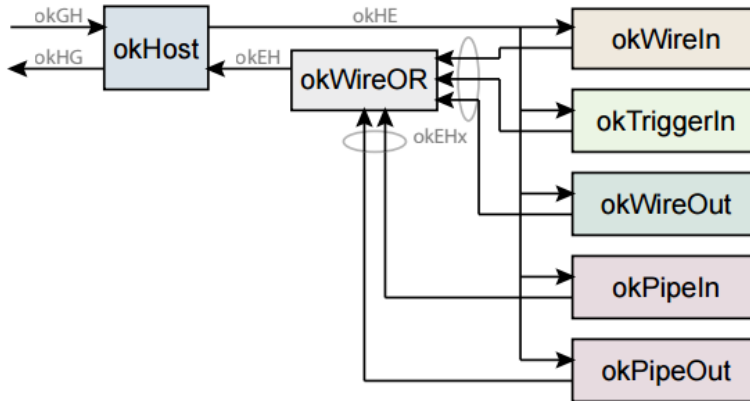 okGH
okHG
okHost
okHE
okEH
okWireOR
okEHx
okWireIn
okTriggerIn
okWireOut
okPipeIn
okPipeOut